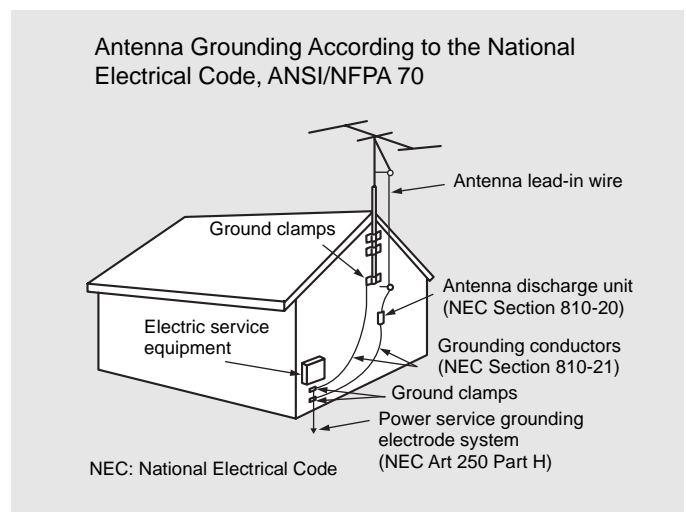 Antenna Grounding According to the National
Electrical Code, ANSI/NFPA 70
Antenna lead-in wire
Ground clamps
Antenna discharge unit
(NEC Section 810-20)
Electric service
equipment
Grounding conductors
(NEC Section 810-21)
Ground clamps
Power service grounding
electrode system
(NEC Art 250 Part H)
NEC: National Electrical Code